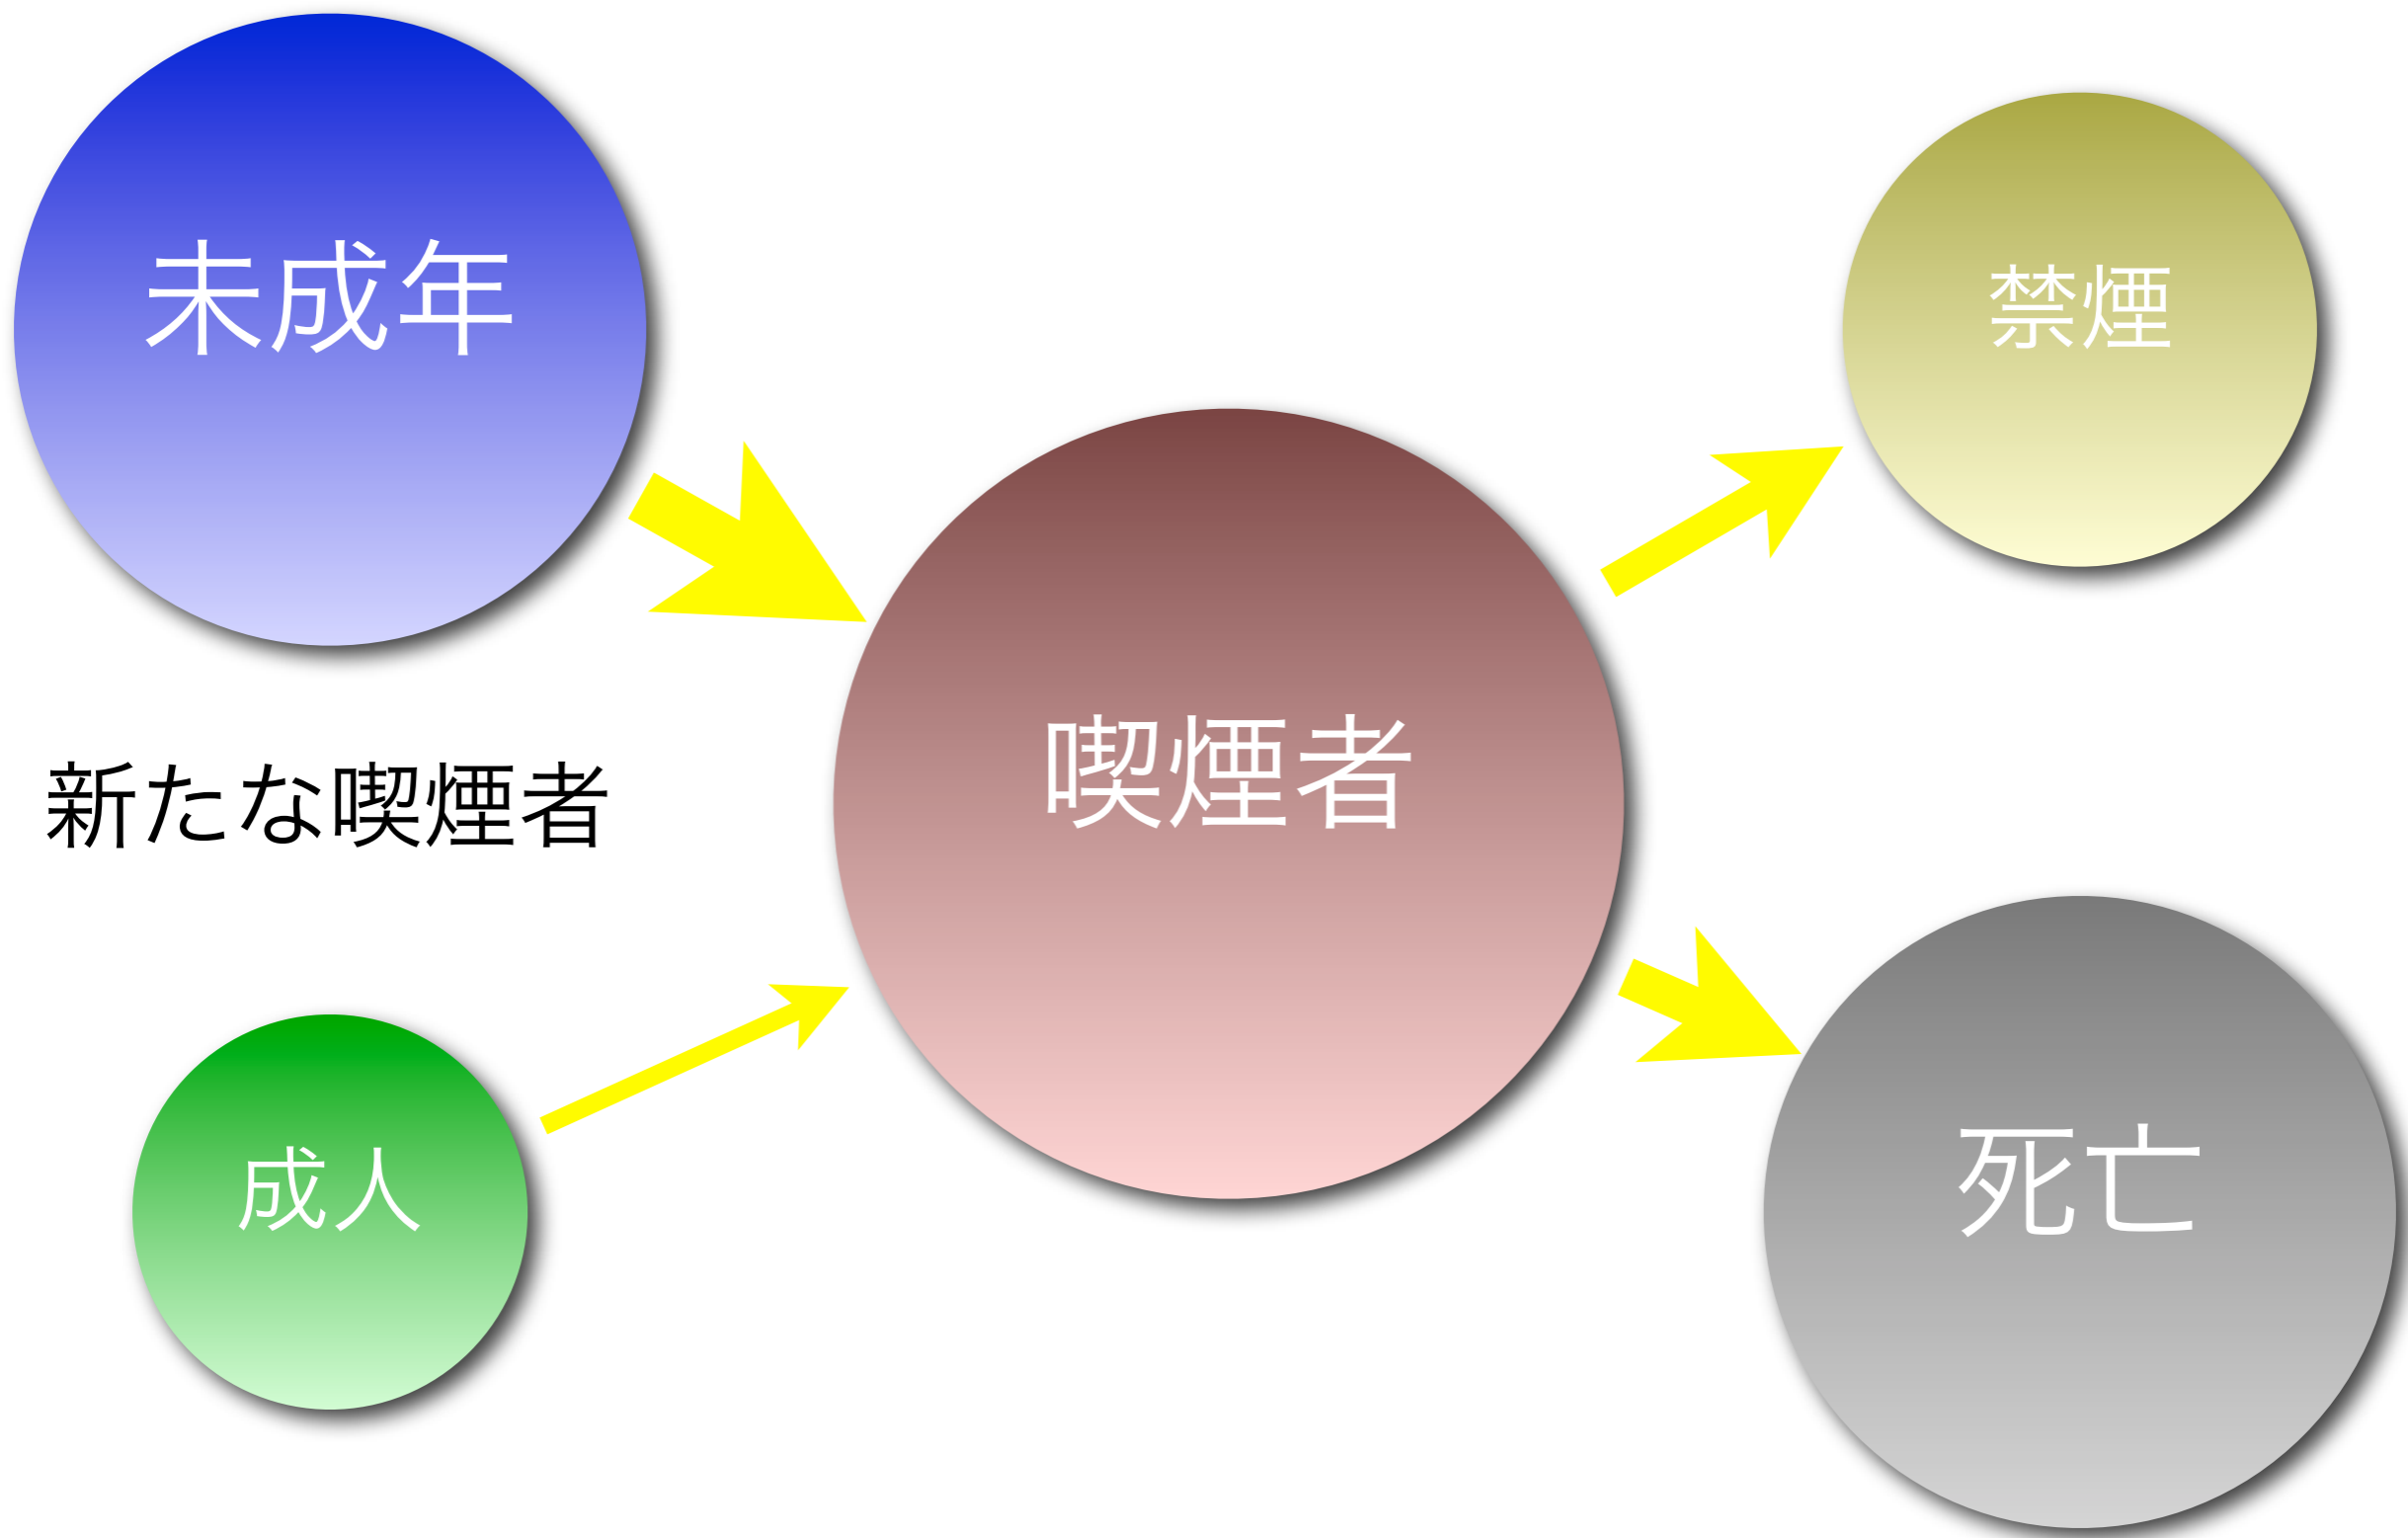 未成年
禁煙
新たな喫煙者
喫煙者
成人
死亡